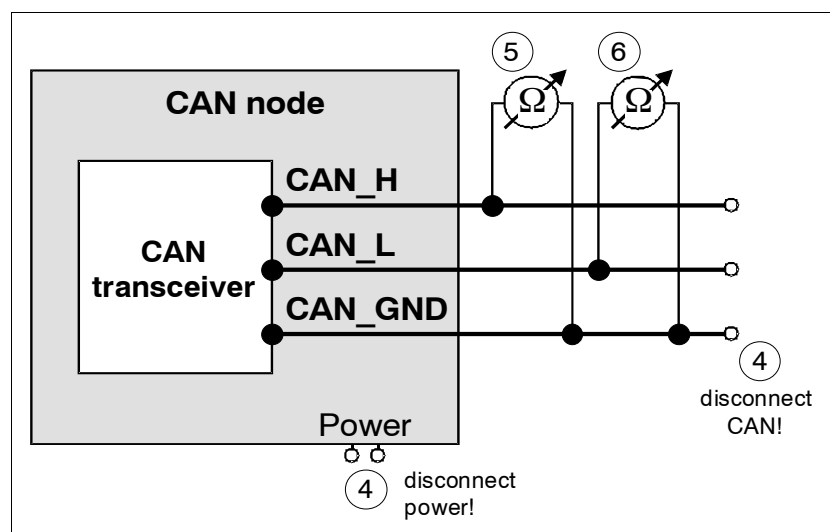 5
6
Ω
Ω
CAN node
CAN_H
CAN
transceiver
CAN_L
CAN_GND
4
disconnect
CAN!
Power
4
disconnect
power!